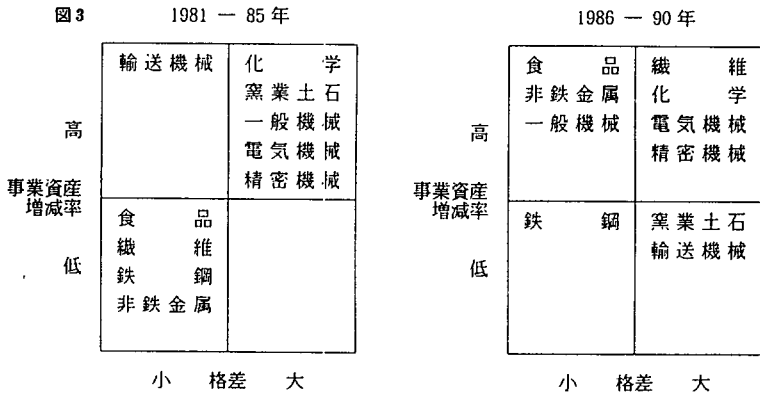 図3
1981 － 85 年
輸送機械
化学
窯業土石
一般機械
電気機械
精密機械
食品
繊維
鉄鋼
非鉄金属
高
事業資産
増減率
低
小 格差 大
1986 － 90 年
食品
非鉄金属
一般機械
繊維
化学
電気機械
精密機械
鉄鋼
窯業土石
輸送機械
高
事業資産
増減率
低
小 格差 大